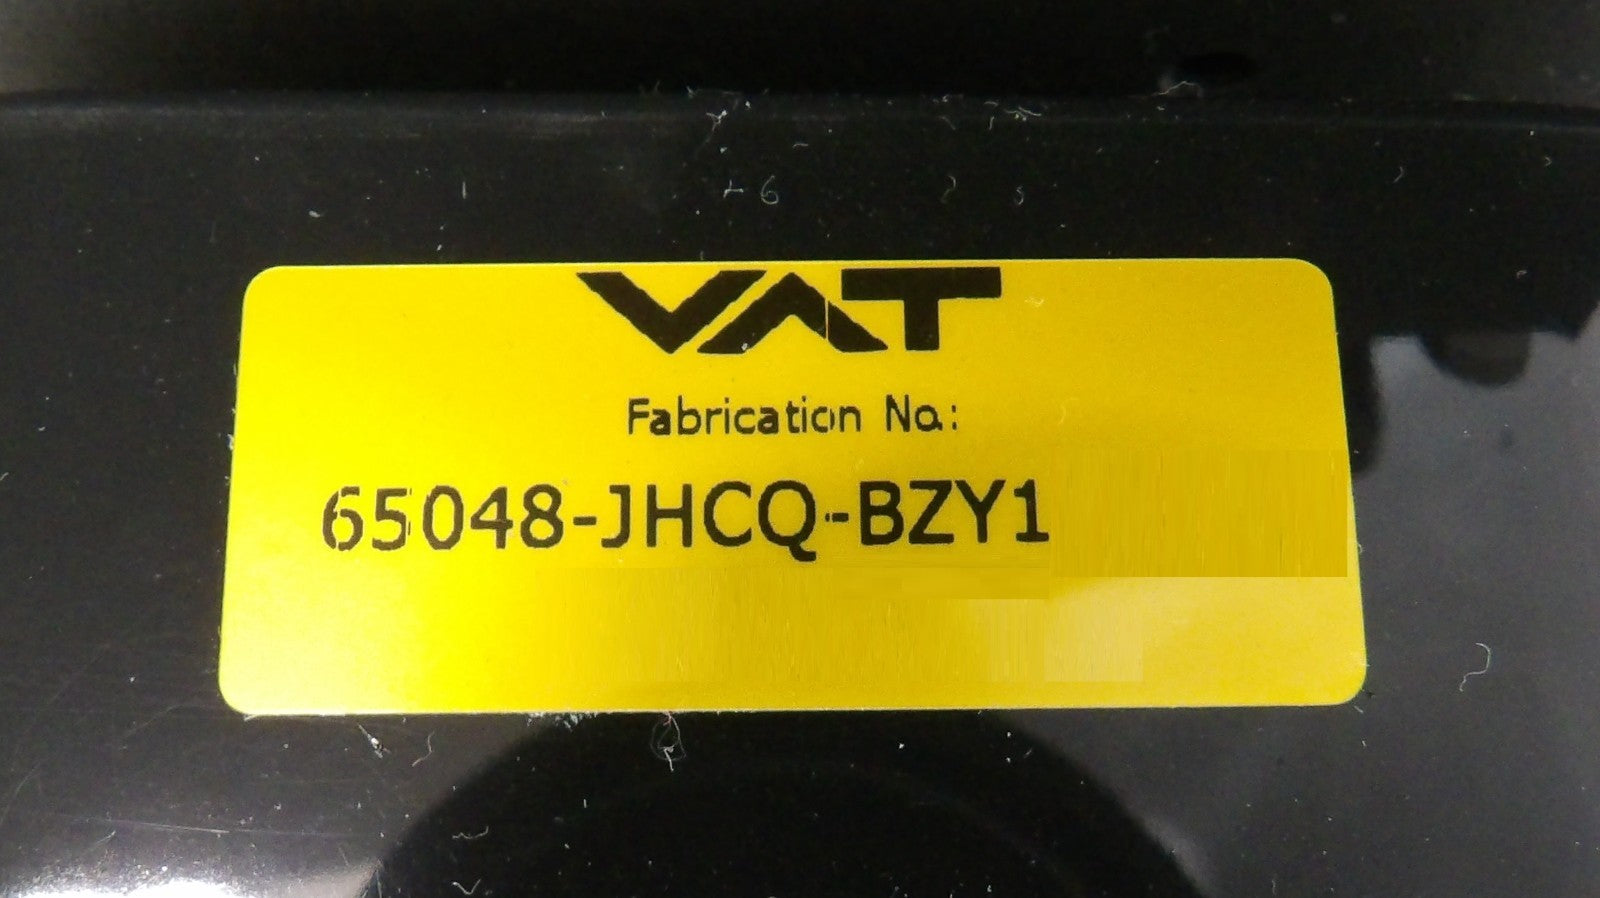 VAT
Fabrication No.:
65048-JHCQ-BZY1